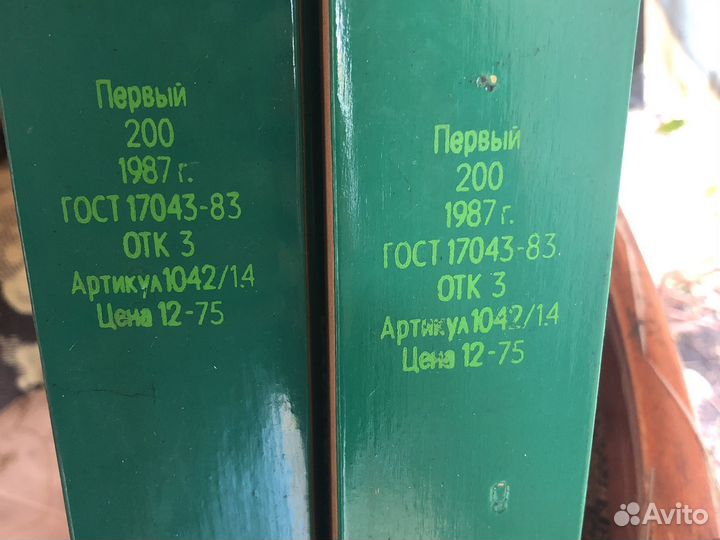 Первый
200
1987 г.
ГОСТ 17043-83
ОТК 3
Артикул 1042/1.4
Цена 12-75
Первый
200
1987 г.
ГОСТ 17043-83
ОТК 3
Артикул 1042/1.4
Цена 12-75
Avito